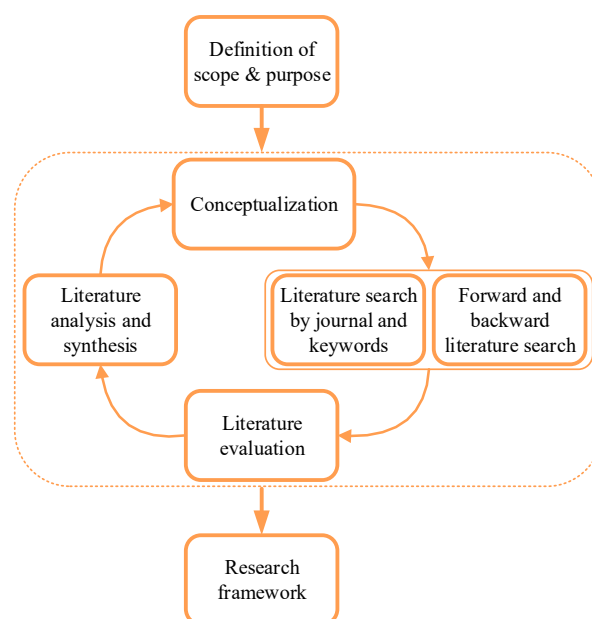 Definition of
scope & purpose
Conceptualization
Literature
analysis and
synthesis
Literature search
by journal and
keywords
Forward and
backward
literature search
Literature
evaluation
Research
framework